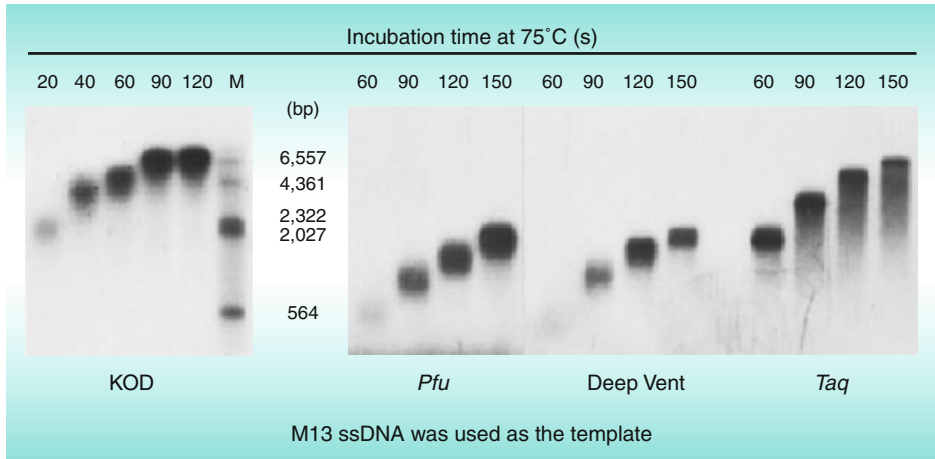 Incubation time at 75˚C (s)
20 40 60 90 120 M 60 90 120 150 60 90 120 150 60 90 120 150
(bp)
6,557
4,361
2,322
2,027
564
KOD Pfu Deep Vent Taq
M13 ssDNA was used as the template